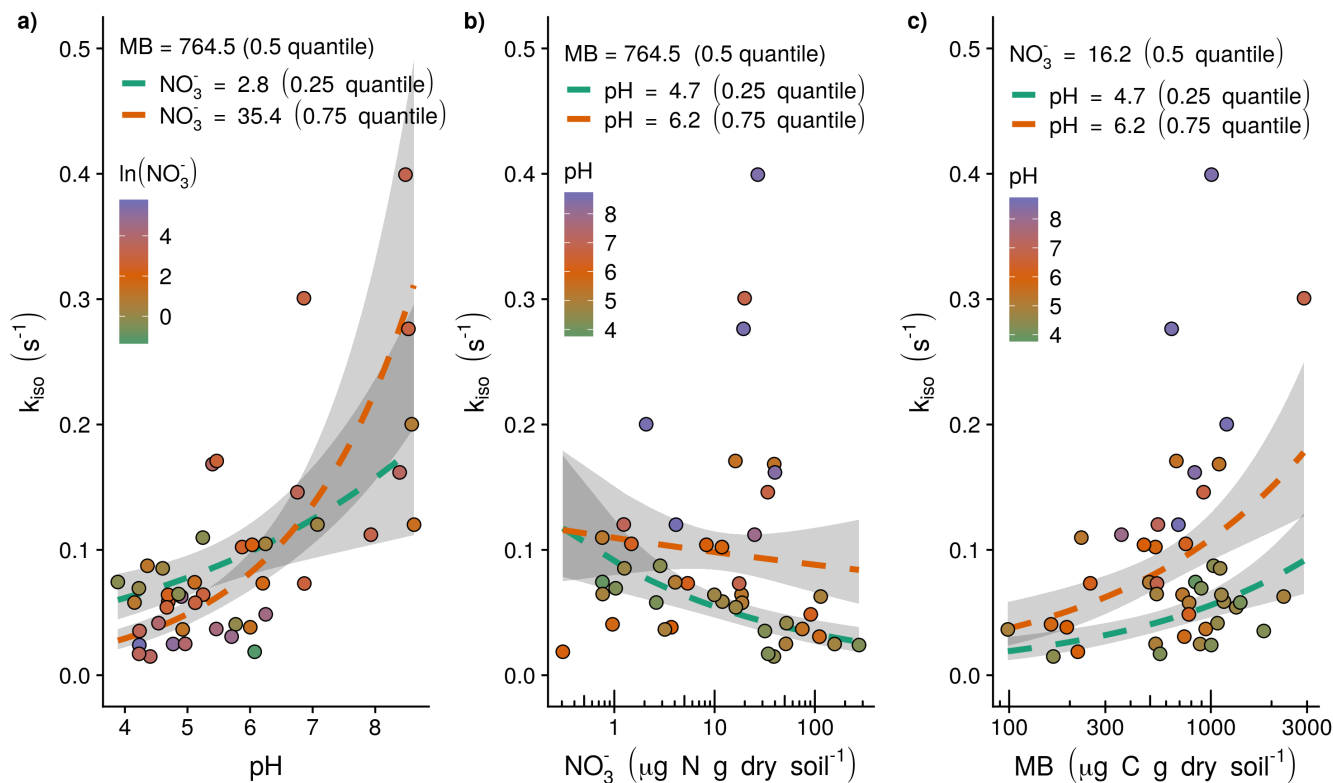 a)
MB = 764.5 (0.5 quantile)
NO₃⁻ = 2.8 (0.25 quantile)
NO₃⁻ = 35.4 (0.75 quantile)
ln(NO₃⁻)
4
2
0
0.5
0.4
0.3
0.2
0.1
0.0
kiso (s⁻¹)
4 5 6 7 8
pH
b)
MB = 764.5 (0.5 quantile)
pH = 4.7 (0.25 quantile)
pH = 6.2 (0.75 quantile)
pH
8
7
6
5
4
0.5
0.4
0.3
0.2
0.1
0.0
kiso (s⁻¹)
1 10 100
NO₃⁻ (μg N g dry soil⁻¹)
c)
NO₃⁻ = 16.2 (0.5 quantile)
pH = 4.7 (0.25 quantile)
pH = 6.2 (0.75 quantile)
pH
8
7
6
5
4
0.5
0.4
0.3
0.2
0.1
0.0
kiso (s⁻¹)
100 300 1000 3000
MB (μg C g dry soil⁻¹)